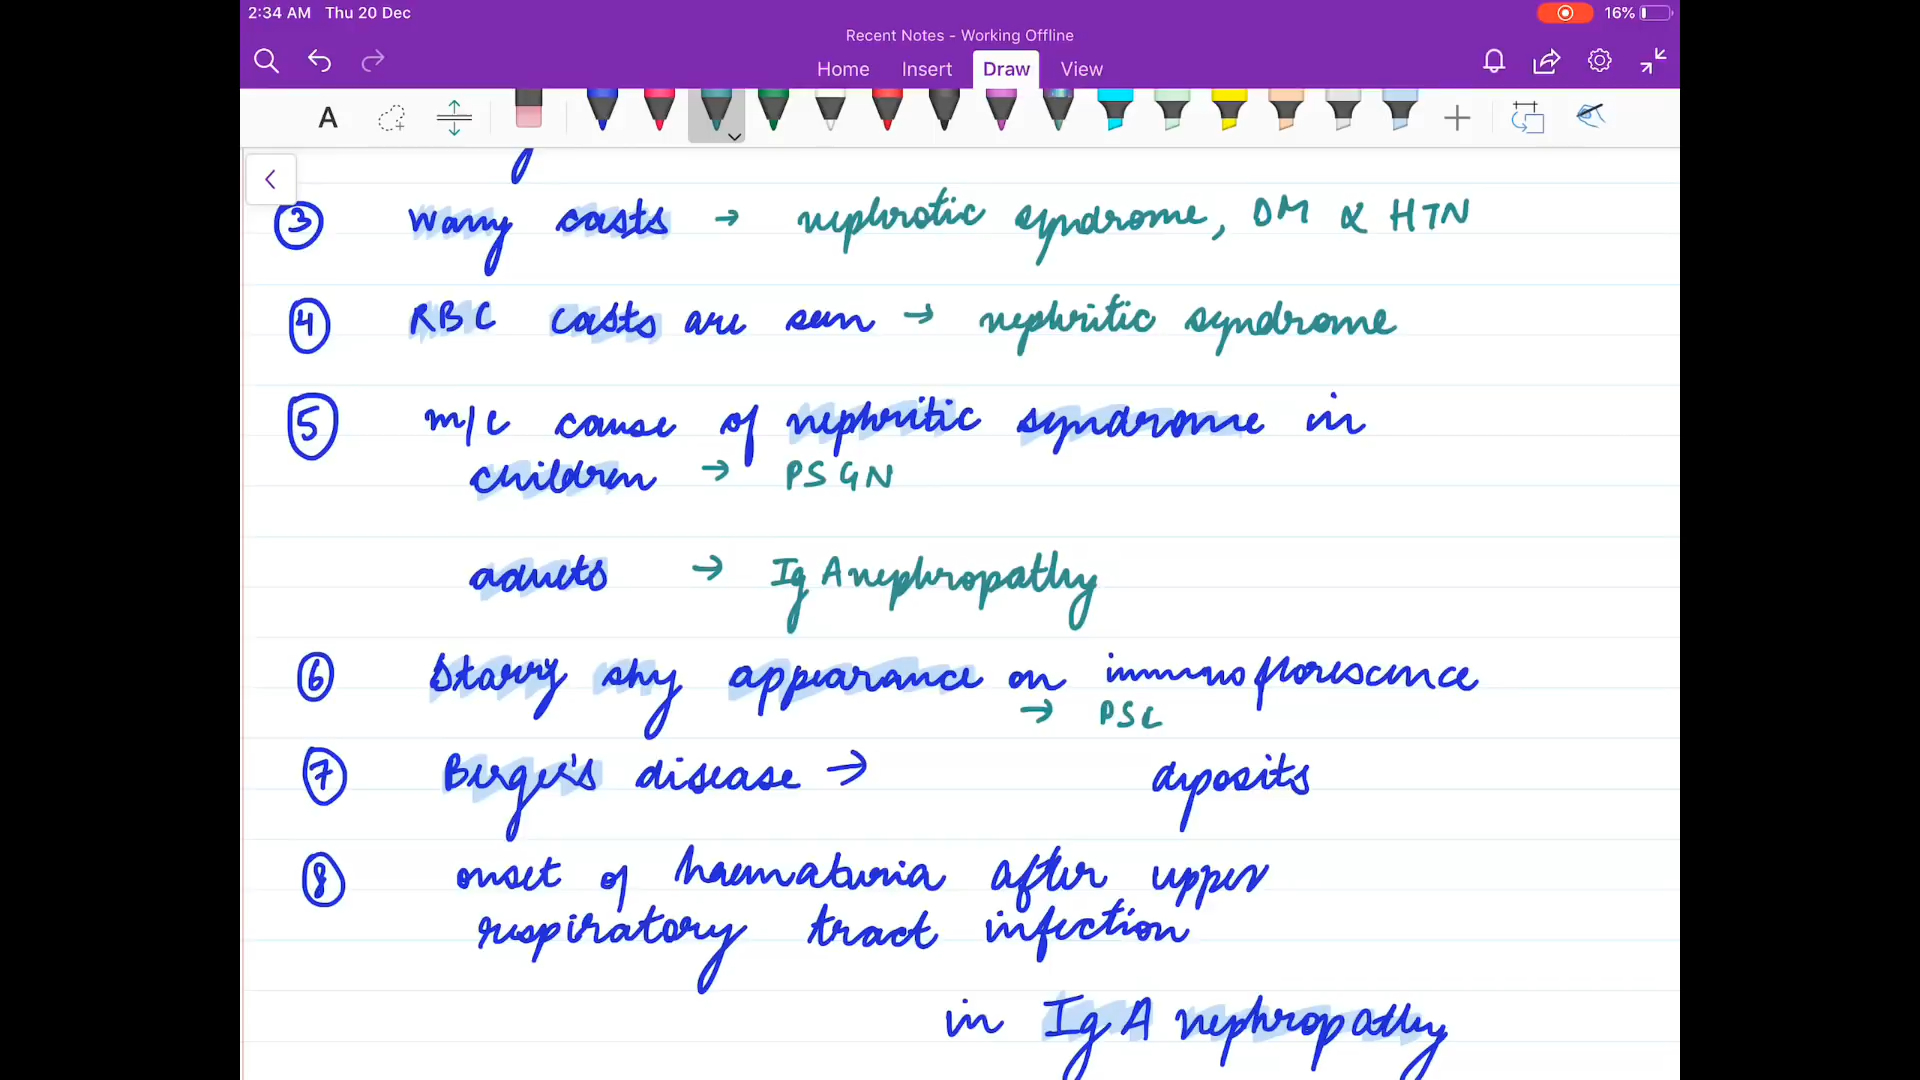 2:34 AM Thu 20 Dec
16%
Recent Notes - Working Offline
Home Insert Draw View
A
③ Waxy casts → nephrotic syndrome, DM & HTN
④ RBC casts are seen → nephritic syndrome
⑤ m/c cause of nephritic syndrome in
children → PSGN
adults → Ig A nephropathy
⑥ Starry sky appearance on immunoflorescence
→ PSC
⑦ Berger's disease → deposits
⑧ onset of haematuria after upper
respiratory tract infection
in Ig A nephropathy